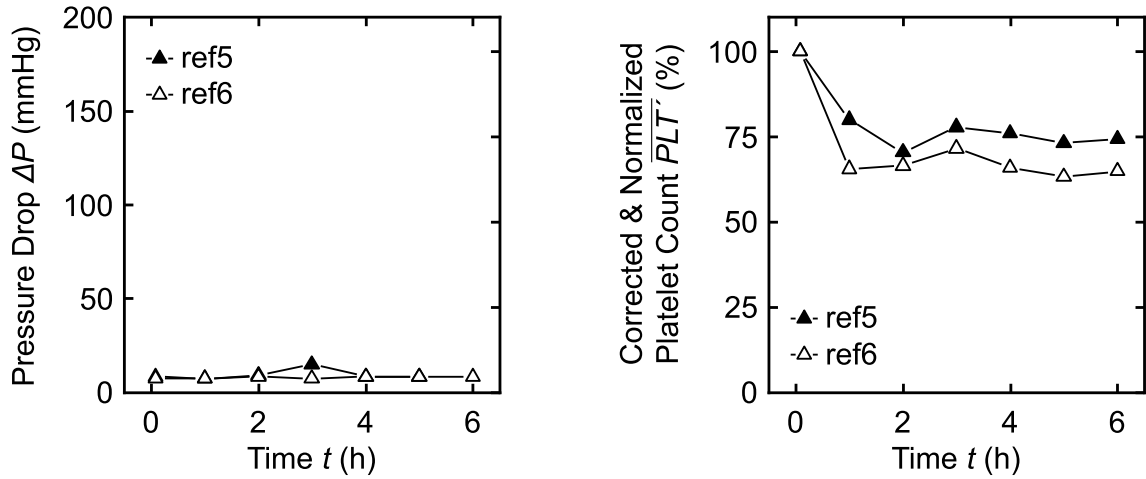 Pressure Drop ΔP (mmHg)
200
150
100
50
0
ref5
ref6
0 2 4 6
Time t (h)
Corrected & Normalized
Platelet Count PLT´ (%)
100
75
50
25
0
ref5
ref6
0 2 4 6
Time t (h)